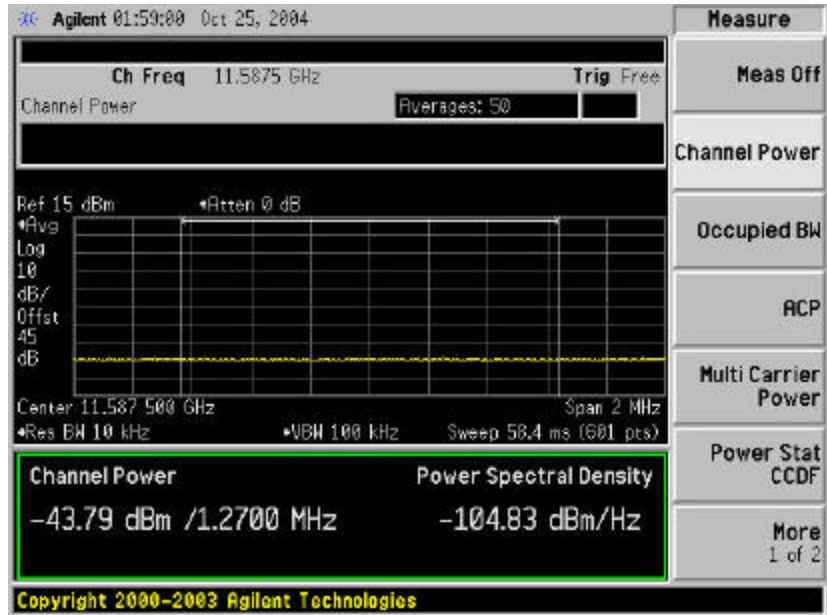 Agilent 01:59:00 Oct 25, 2004
Measure
Ch Freq 11.5875 GHz Trig Free
Channel Power Averages: 50
Ref 15 dBm Atten 0 dB
Avg
Log
10
dB/
Offst
45
dB
Center 11.587 500 GHz Span 2 MHz
Res BW 10 kHz VBW 100 kHz Sweep 58.4 ms (601 pts)
Channel Power Power Spectral Density
-43.79 dBm /1.2700 MHz -104.83 dBm/Hz
Copyright 2000-2003 Agilent Technologies
Meas Off
Channel Power
Occupied BW
ACP
Multi Carrier
Power
Power Stat
CCDF
More
1 of 2